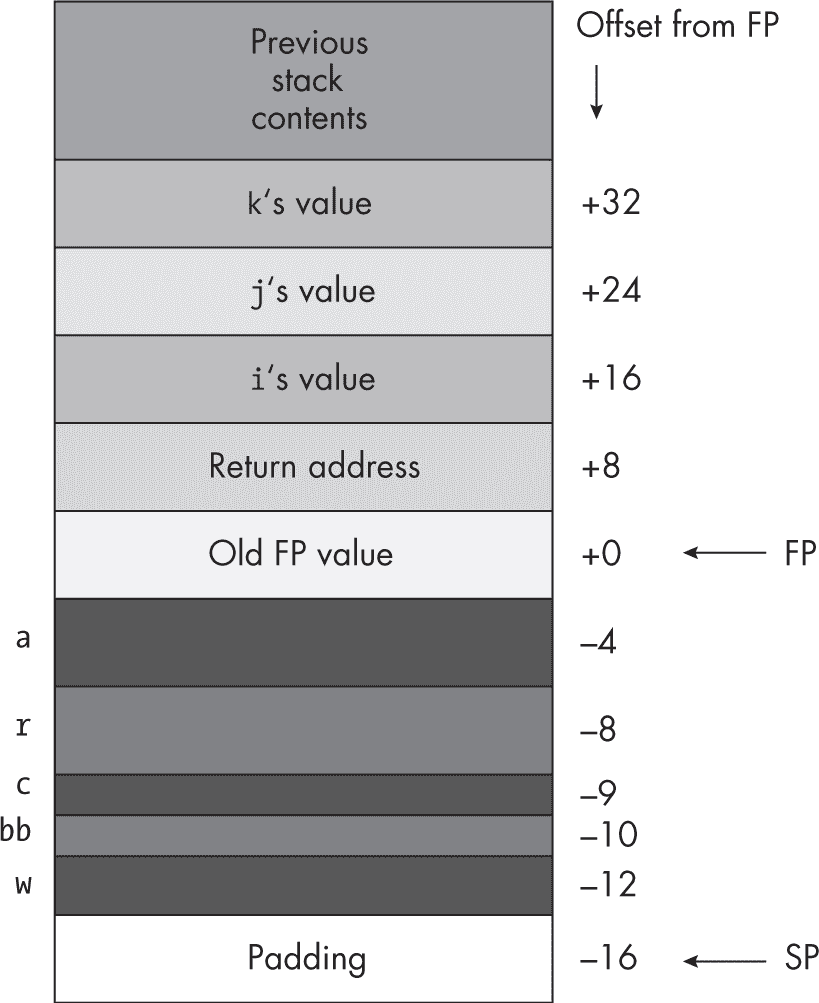 Offset from FP
Previous
stack
contents
k‘s value +32
j‘s value +24
i‘s value +16
Return address +8
Old FP value +0 FP
a –4
r –8
c –9
bb –10
w –12
Padding –16 SP